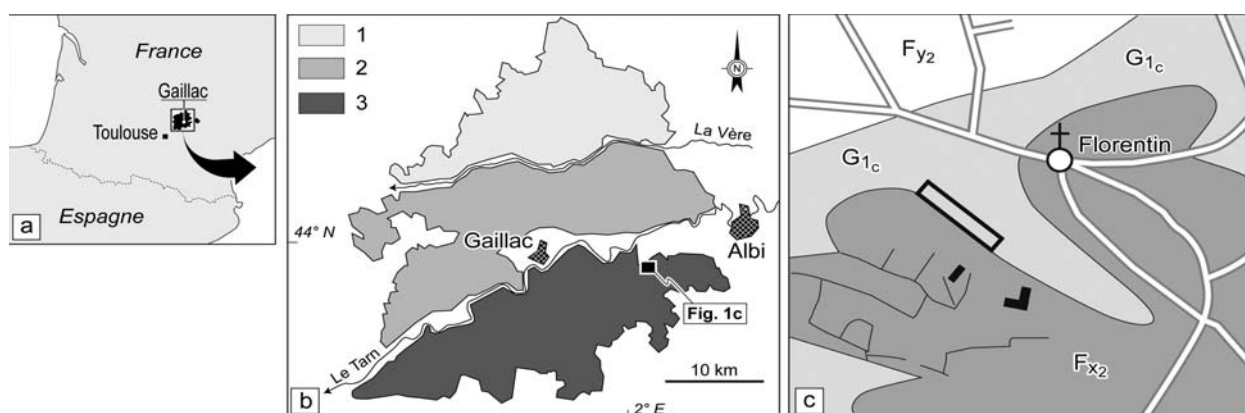 France
Gaillac
Toulouse
Espagne
a
1
2
3
N
La Vère
44° N
Gaillac
Albi
Fig. 1c
Le Tarn
10 km
2° E
b
Fy2
G1c
Florentin
G1c
Fx2
c